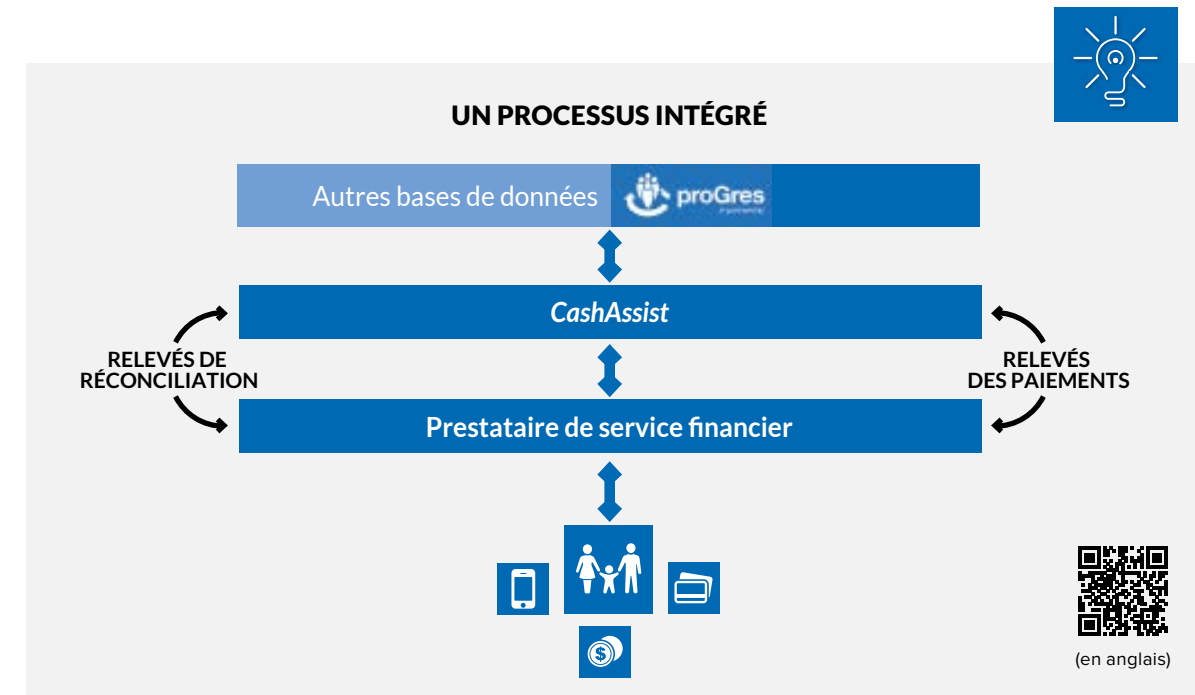 UN PROCESSUS INTÉGRÉ
Autres bases de données
proGres
CashAssist
RELEVÉS DE
RÉCONCILIATION
RELEVÉS
DES PAIEMENTS
Prestataire de service financier
$
(en anglais)